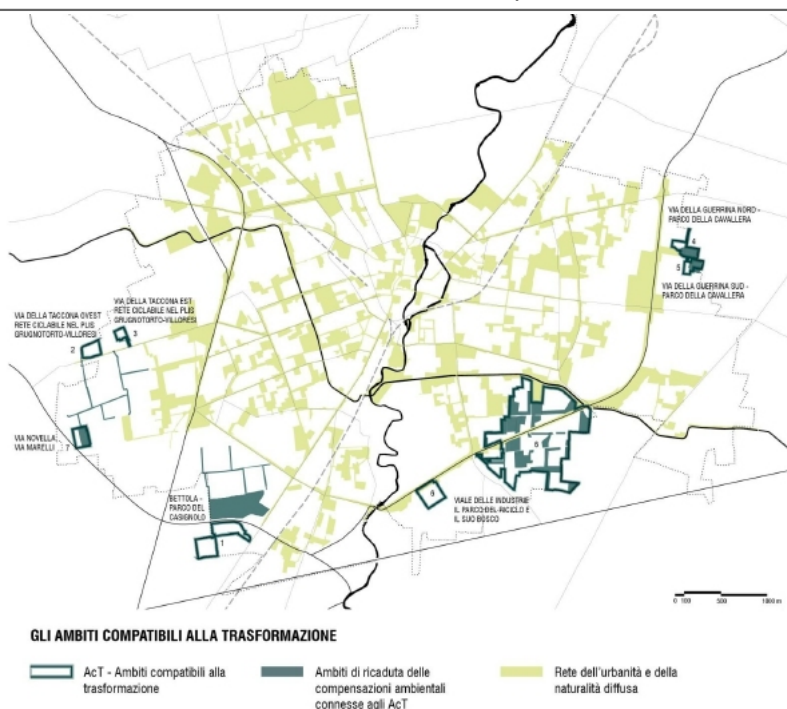 VIA DELLA GUERRINA NORD -
PARCO DELLA CAVALLERA
4
5
VIA DELLA GUERRINA SUD -
PARCO DELLA CAVALLERA
VIA DELLA TACCONA EST
RETE CICLABILE NEL PLIS
GRUGNOTORTO-VILLORESI
3
VIA DELLA TACCONA OVEST
RETE CICLABILE NEL PLIS
GRUGNOTORTO-VILLORESI
2
VIA NOVELLA
VIA MARELLI
7
BETTOLA -
PARCO DEL
CASIGNOLO
1
6
VIALE DELLE INDUSTRIE
IL PARCO DEL RICICLO E
IL SUO BOSCO
0 100 500 1000 m
GLI AMBITI COMPATIBILI ALLA TRASFORMAZIONE
AcT - Ambiti compatibili alla
trasformazione
Ambiti di ricaduta delle
compensazioni ambientali
connesse agli AcT
Rete dell'urbanità e della
naturalità diffusa